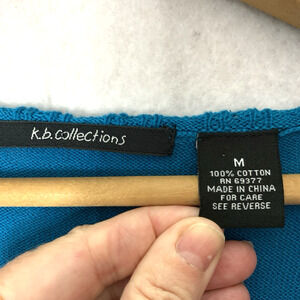 k.b.collections
M
100% COTTON
RN 69377
MADE IN CHINA
FOR CARE
SEE REVERSE